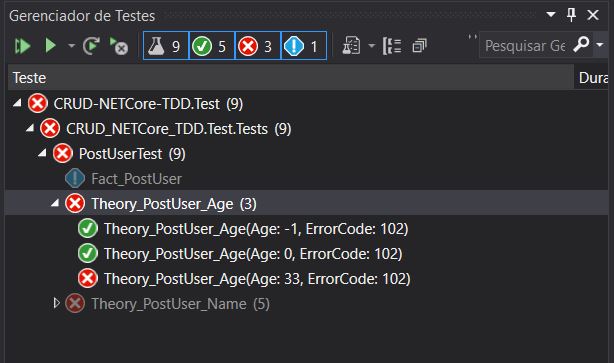 Gerenciador de Testes
9 5 3 1 Pesquisar Ge
Teste Dura
CRUD-NETCore-TDD.Test (9)
CRUD_NETCore_TDD.Test.Tests (9)
PostUserTest (9)
Fact_PostUser
Theory_PostUser_Age (3)
Theory_PostUser_Age(Age: -1, ErrorCode: 102)
Theory_PostUser_Age(Age: 0, ErrorCode: 102)
Theory_PostUser_Age(Age: 33, ErrorCode: 102)
Theory_PostUser_Name (5)